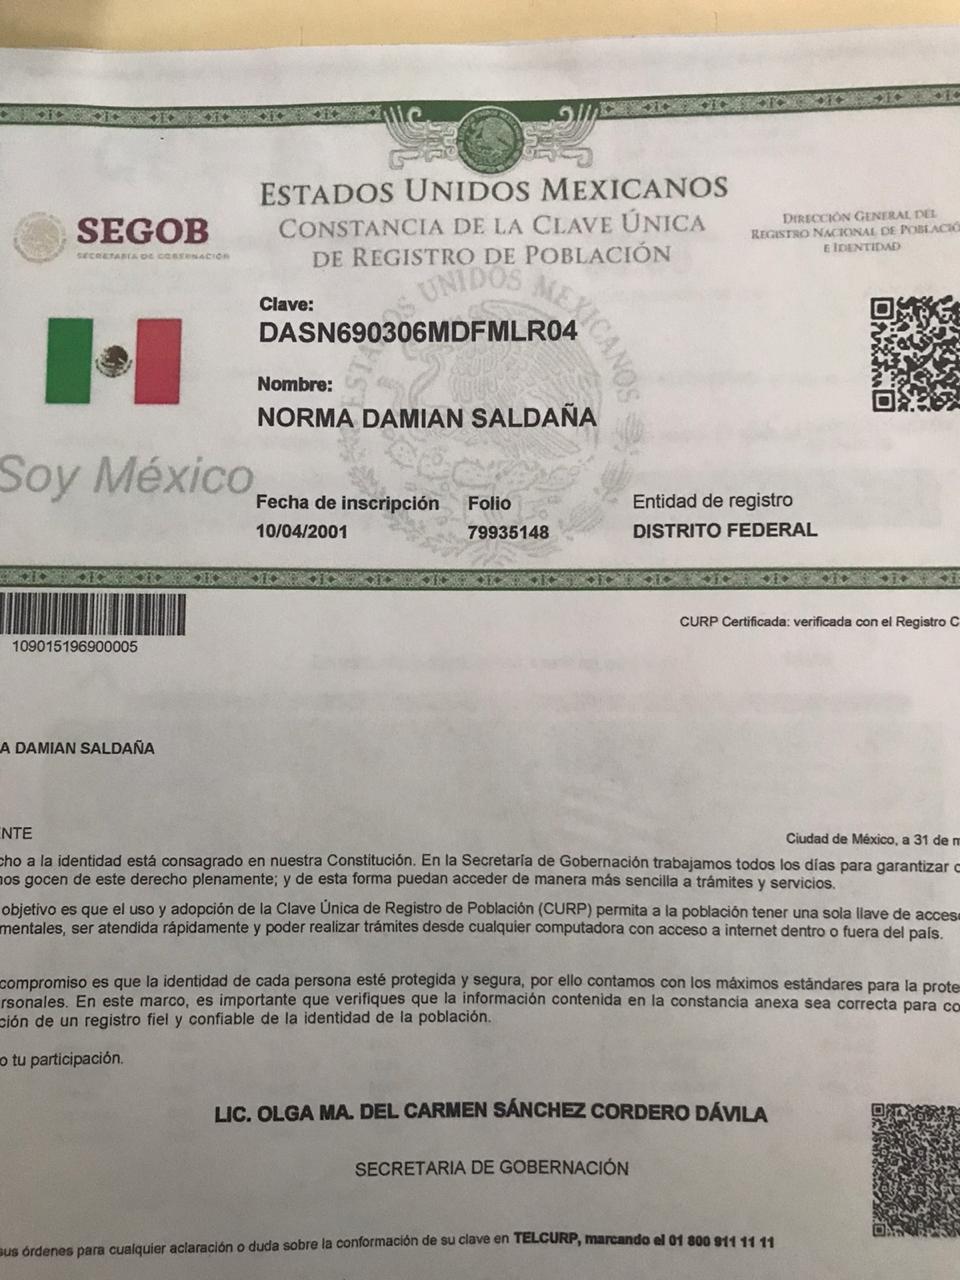 ESTADOS UNIDOS MEXICANOS
CONSTANCIA DE LA CLAVE ÚNICA
DE REGISTRO DE POBLACIÓN
SEGOB
SECRETARÍA DE GOBERNACIÓN
DIRECCIÓN GENERAL DEL
REGISTRO NACIONAL DE POBLACIÓ
E IDENTIDAD
ESTADOS UNIDOS MEXICANOS
Clave:
DASN690306MDFMLR04
Nombre:
NORMA DAMIAN SALDAÑA
Soy México
Fecha de inscripción Folio Entidad de registro
10/04/2001 79935148 DISTRITO FEDERAL
109015196900005
CURP Certificada: verificada con el Registro C
A DAMIAN SALDAÑA
ENTE
Ciudad de México, a 31 de m
cho a la identidad está consagrado en nuestra Constitución. En la Secretaría de Gobernación trabajamos todos los días para garantizar
nos gocen de este derecho plenamente; y de esta forma puedan acceder de manera más sencilla a trámites y servicios.
objetivo es que el uso y adopción de la Clave Única de Registro de Población (CURP) permita a la población tener una sola llave de acces
mentales, ser atendida rápidamente y poder realizar trámites desde cualquier computadora con acceso a internet dentro o fuera del país.
compromiso es que la identidad de cada persona esté protegida y segura, por ello contamos con los máximos estándares para la prote
rsonales. En este marco, es importante que verifiques que la información contenida en la constancia anexa sea correcta para co
ción de un registro fiel y confiable de la identidad de la población.
o tu participación.
LIC. OLGA MA. DEL CARMEN SÁNCHEZ CORDERO DÁVILA
SECRETARIA DE GOBERNACIÓN
sus órdenes para cualquier aclaración o duda sobre la conformación de su clave en TELCURP, marcando el 01 800 911 11 11